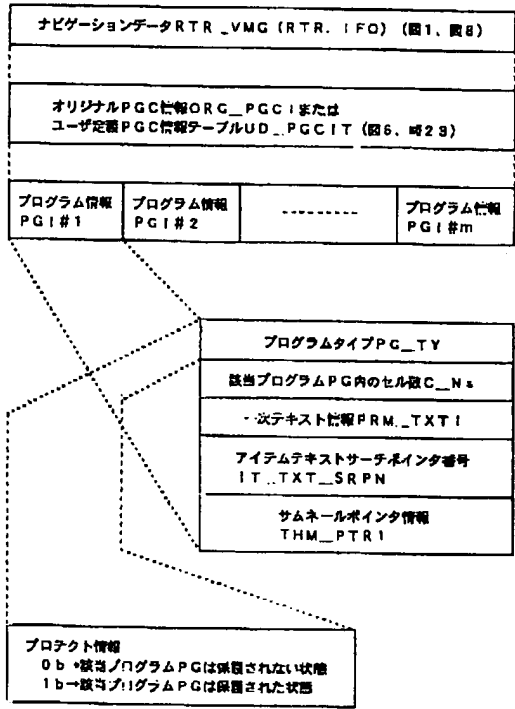 ナビゲーションデータRTR_VMG(RTR.IFO)(図1、図8)
オリジナルPGC情報ORG_PGCIまたは
ユーザ定義PGC情報テーブルUD_PGCIT(図6、図29)
プログラム情報
PGI#1
プログラム情報
PGI#2
---------
プログラム情報
PGI#m
プログラムタイプPG_TY
該当プログラムPG内のセル数C_Ns
一次テキスト情報PRM_TXTI
アイテムテキストサーチポインタ番号
IT_TXT_SRPN
サムネールポインタ情報
THM_PTRI
プロテクト情報
0b→該当プログラムPGは保護されない状態
1b→該当プログラムPGは保護された状態